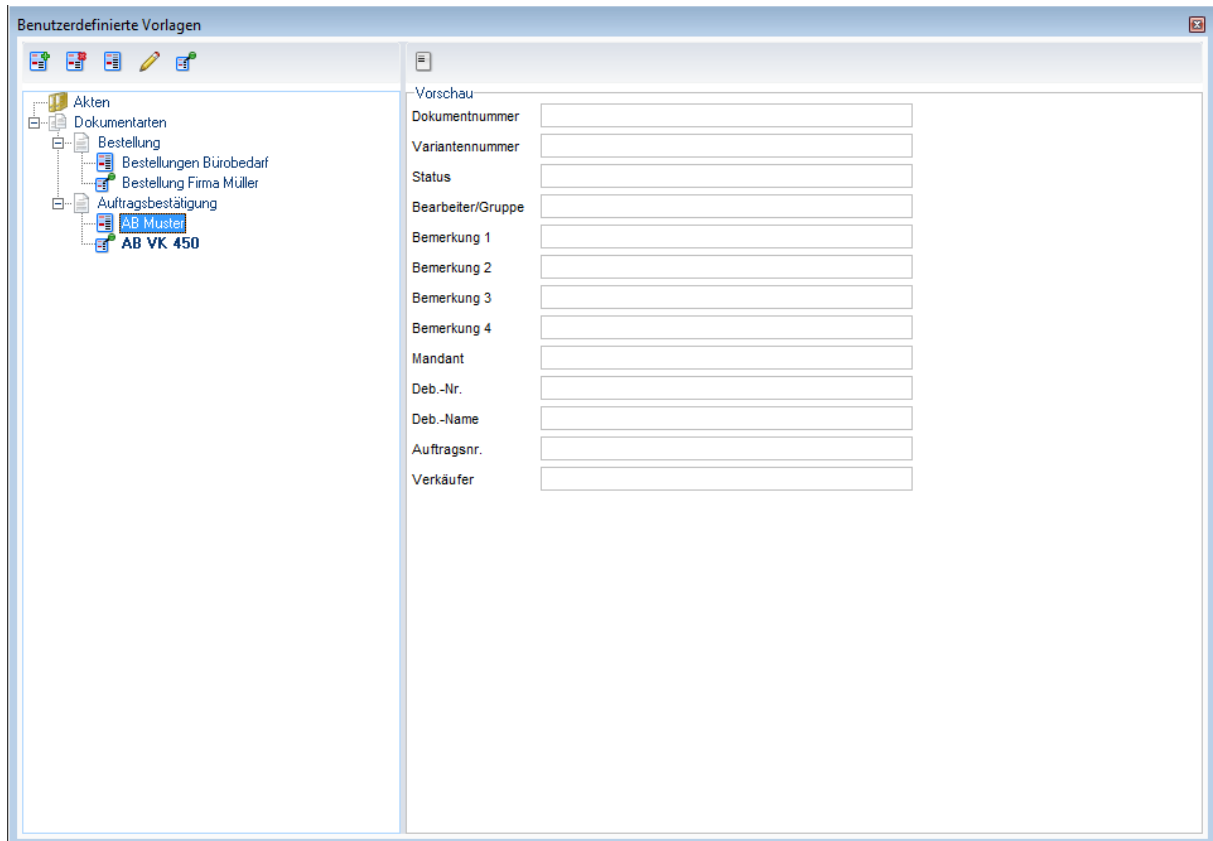 Benutzerdefinierte Vorlagen
Akten
Dokumentarten
Bestellung
Bestellungen Bürobedarf
Bestellung Firma Müller
Auftragsbestätigung
AB Muster
AB VK 450
Vorschau
Dokumentnummer
Variantennummer
Status
Bearbeiter/Gruppe
Bemerkung 1
Bemerkung 2
Bemerkung 3
Bemerkung 4
Mandant
Deb.-Nr.
Deb.-Name
Auftragsnr.
Verkäufer